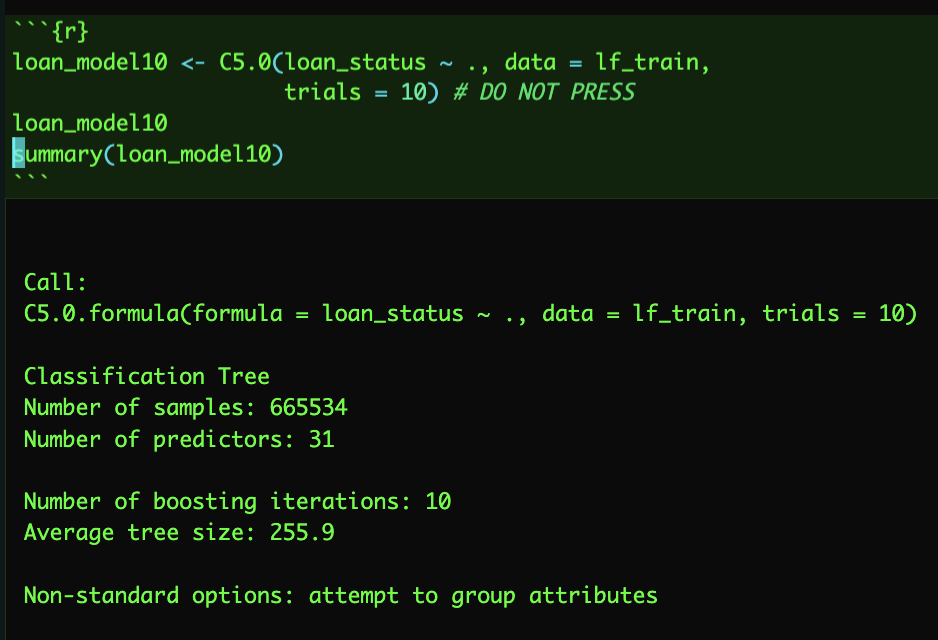 ```{r}
loan_model10 <- C5.0(loan_status ~ ., data = lf_train,
trials = 10) # DO NOT PRESS
loan_model10
summary(loan_model10)
```
Call:
C5.0.formula(formula = loan_status ~ ., data = lf_train, trials = 10)
Classification Tree
Number of samples: 665534
Number of predictors: 31
Number of boosting iterations: 10
Average tree size: 255.9
Non-standard options: attempt to group attributes